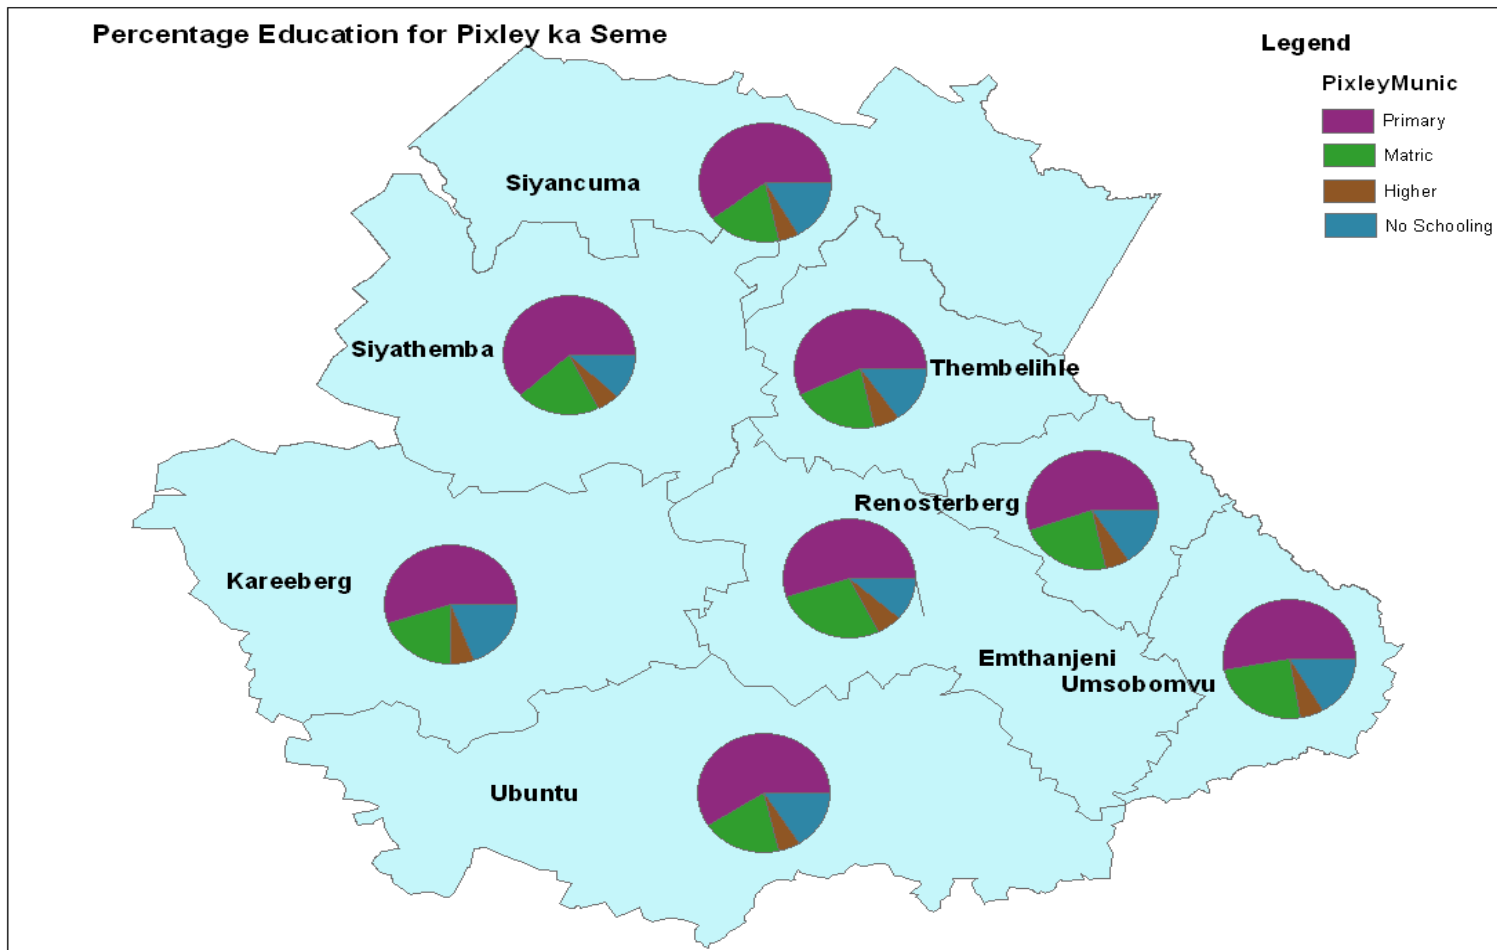 Percentage Education for Pixley ka Seme
Legend
PixleyMunic
Primary
Matric
Higher
No Schooling
Siyancuma
Siyathemba
Thembelihle
Renosterberg
Kareeberg
Emthanjeni
Umsobomvu
Ubuntu